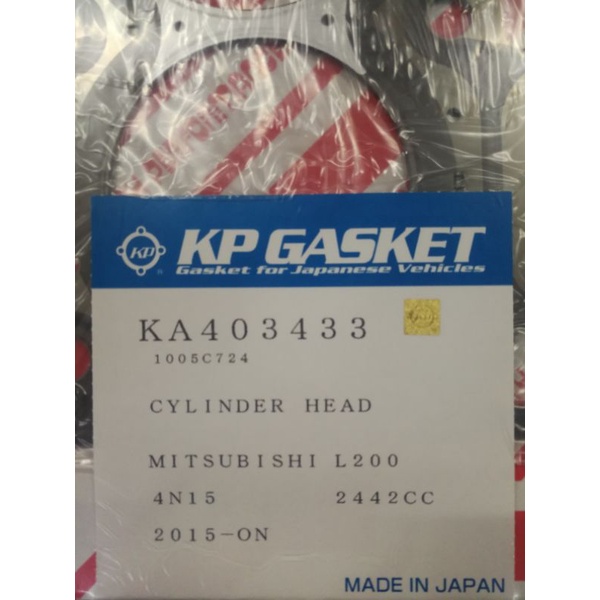 KP
®
KP GASKET
Gasket for Japanese Vehicles
KA403433
1005C724
CYLINDER HEAD
MITSUBISHI L200
4N15 2442CC
2015-ON
MADE IN JAPAN